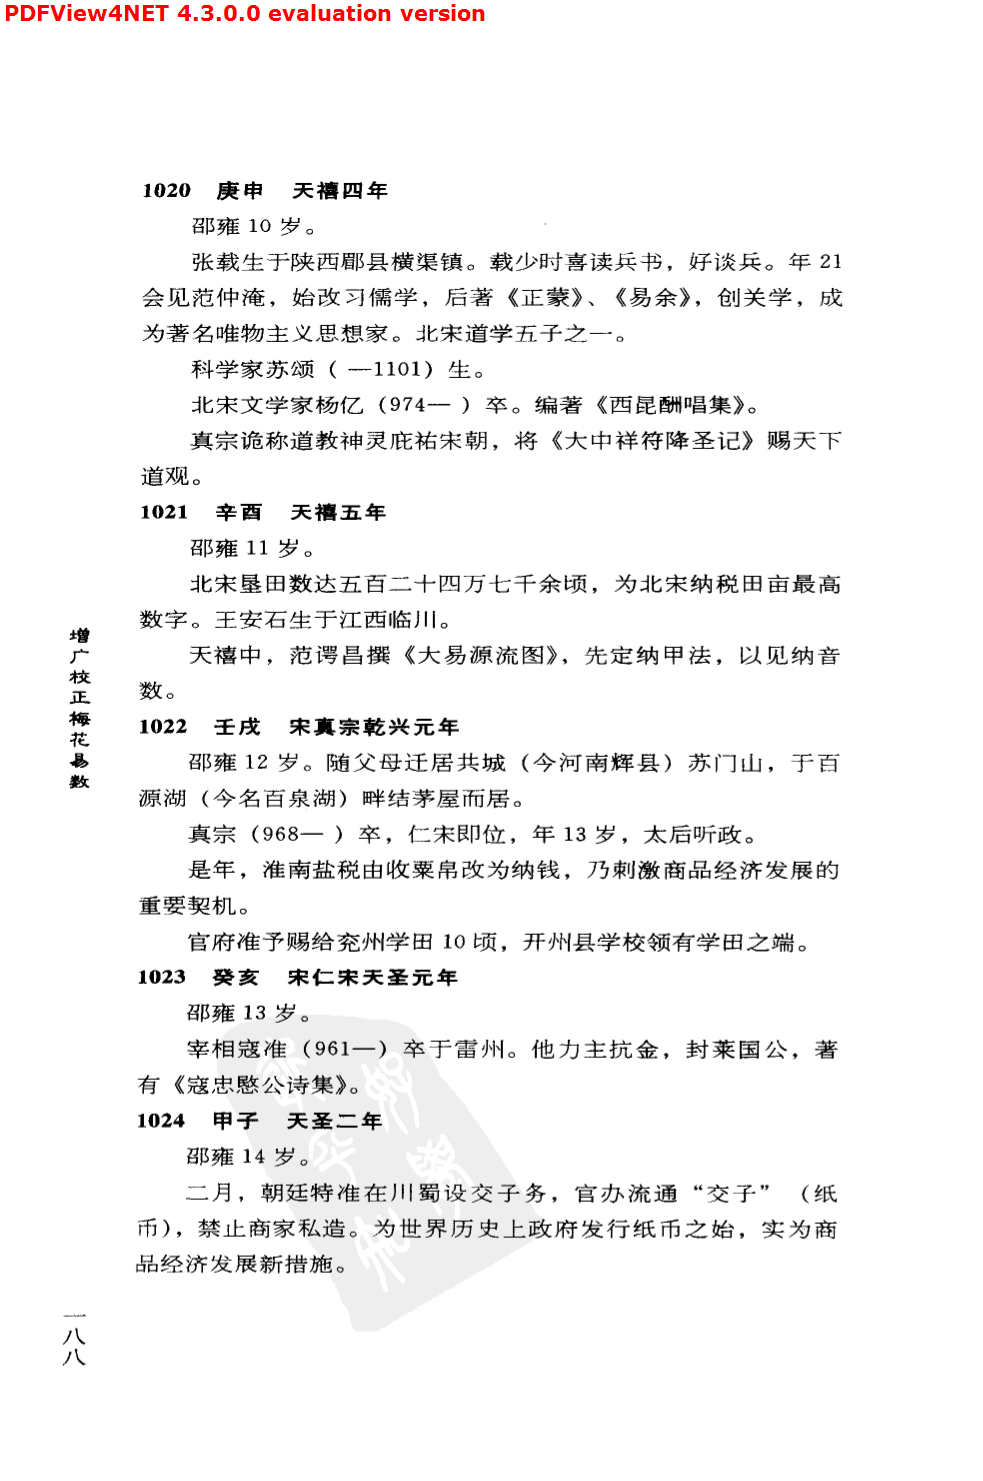 PDFView4NET 4.3.0.0 evaluation version
1020 庚申 天禧四年
邵雍 10 岁。
张载生于陕西郿县横渠镇。载少时喜读兵书，好谈兵。年 21
会见范仲淹，始改习儒学，后著《正蒙》、《易余》，创关学，成
为著名唯物主义思想家。北宋道学五子之一。
科学家苏颂（ —1101）生。
北宋文学家杨亿（974— ）卒。编著《西昆酬唱集》。
真宗诡称道教神灵庇祐宋朝，将《大中祥符降圣记》赐天下
道观。
1021 辛酉 天禧五年
邵雍 11 岁。
北宋垦田数达五百二十四万七千余顷，为北宋纳税田亩最高
数字。王安石生于江西临川。
天禧中，范谔昌撰《大易源流图》，先定纳甲法，以见纳音
数。
1022 壬戌 宋真宗乾兴元年
邵雍 12 岁。随父母迁居共城（今河南辉县）苏门山，于百
源湖（今名百泉湖）畔结茅屋而居。
真宗（968— ）卒，仁宋即位，年 13 岁，太后听政。
是年，淮南盐税由收粟帛改为纳钱，乃刺激商品经济发展的
重要契机。
官府准予赐给兖州学田 10 顷，开州县学校领有学田之端。
1023 癸亥 宋仁宋天圣元年
邵雍 13 岁。
宰相寇准（961—）卒于雷州。他力主抗金，封莱国公，著
有《寇忠愍公诗集》。
1024 甲子 天圣二年
邵雍 14 岁。
二月，朝廷特准在川蜀设交子务，官办流通“交子” （纸
币），禁止商家私造。为世界历史上政府发行纸币之始，实为商
品经济发展新措施。
增广校正梅花易数
一八八